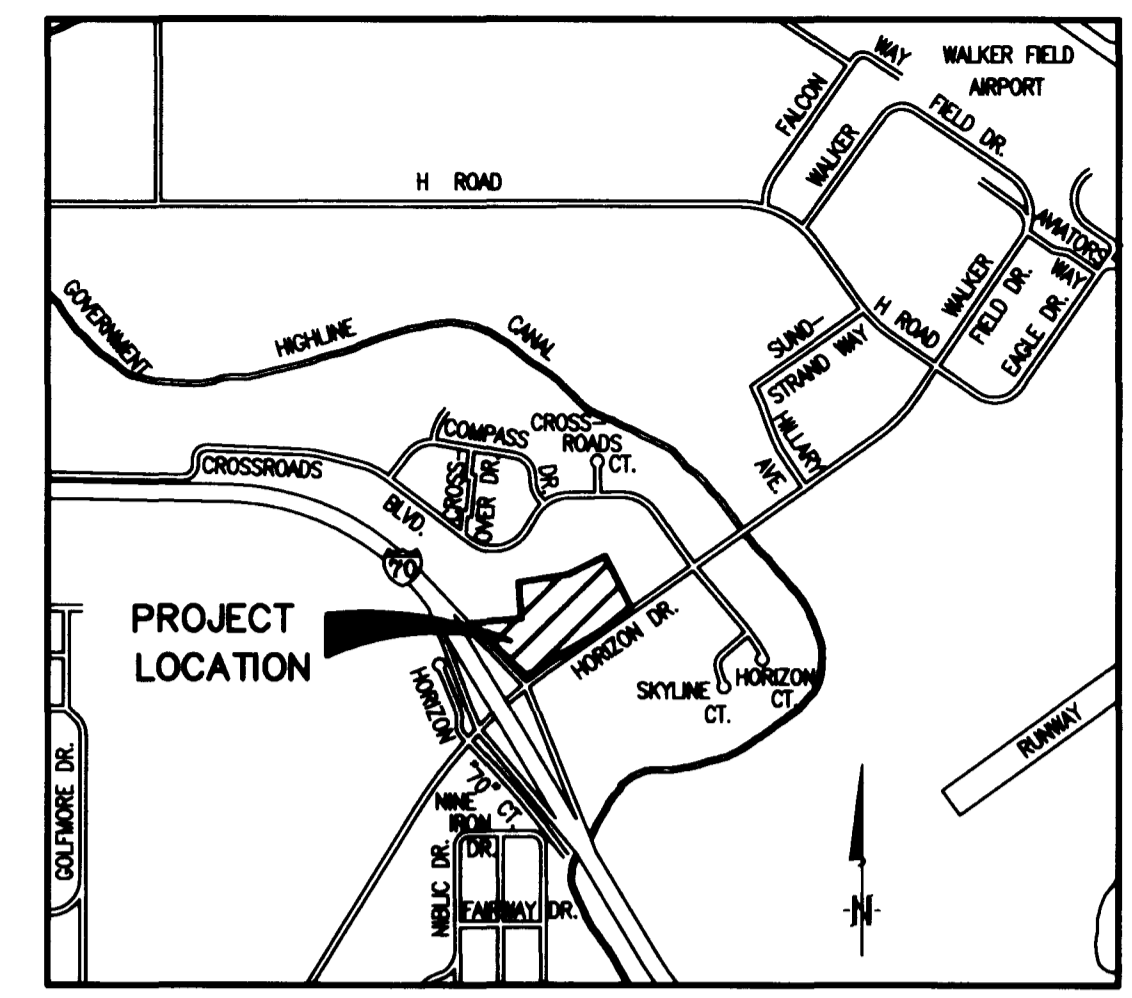 WAY
WALKER FIELD
AIRPORT
FALCON
WALKER
FIELD DR.
H ROAD
AVIATORS
WAY
GOVERNMENT
HIGHLINE
CANAL
SUND-
STRAND WAY
H ROAD
WALKER
FIELD DR.
EAGLE DR.
HILLARY
AVE.
CROSSROADS
BLVD.
COMPASS
DR.
CROSS-
OVER DR.
CROSS-
ROADS
CT.
70
PROJECT
LOCATION
HORIZON DR.
HORIZON
"70" CT.
SKYLINE
CT.
HORIZON
CT.
RUNWAY
GOLFMORE DR.
NINE
IRON
DR.
NIBLIC DR.
FAIRWAY DR.
N